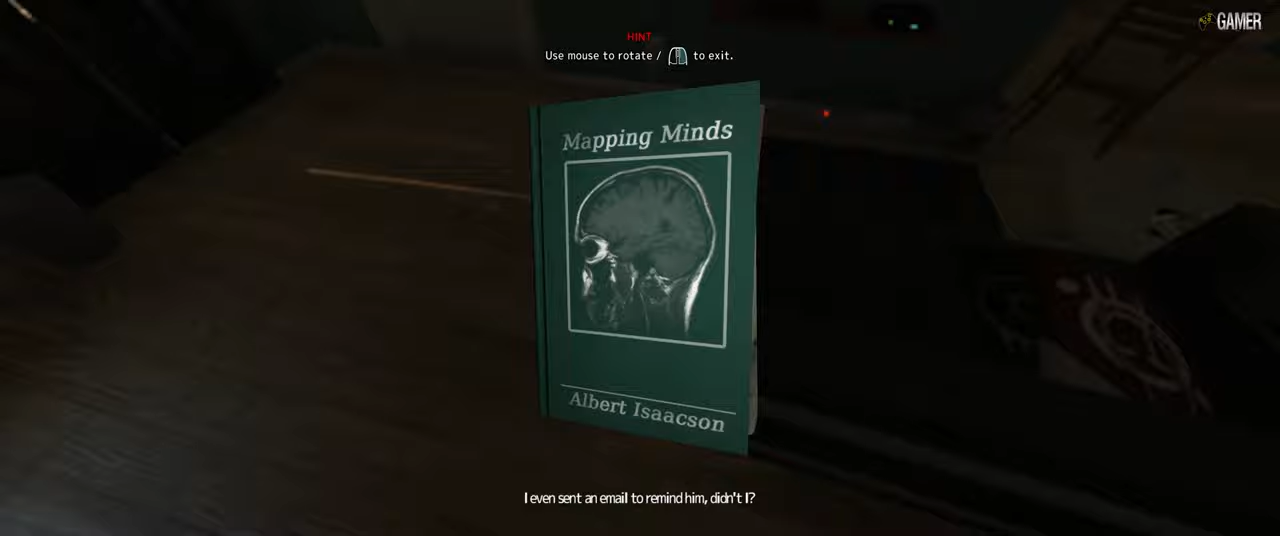 GAMER
HINT
Use mouse to rotate / to exit.
Mapping Minds
Albert Isaacson
I even sent an email to remind him, didn't I?